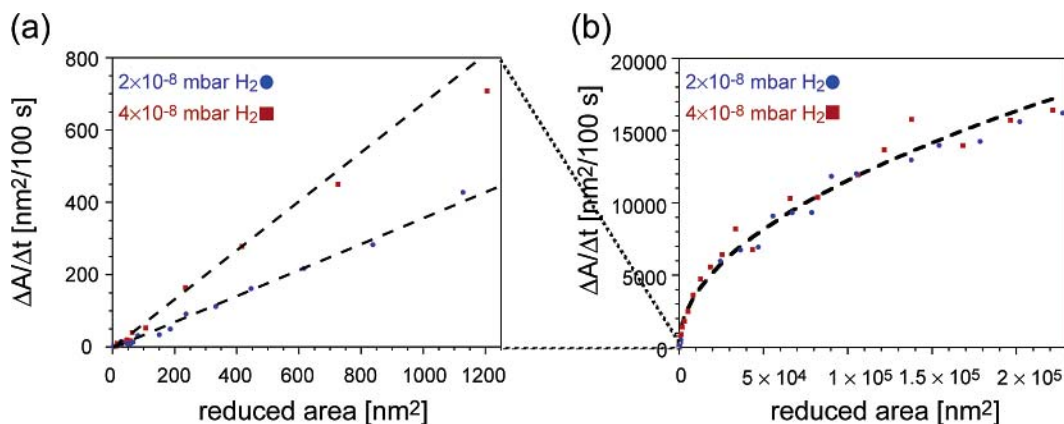 (a)
ΔA/Δt [nm²/100 s]
800
600
400
200
0
2×10⁻⁸ mbar H₂
4×10⁻⁸ mbar H₂
0 200 400 600 800 1000 1200
reduced area [nm²]
(b)
ΔA/Δt [nm²/100 s]
20000
15000
10000
5000
0
2×10⁻⁸ mbar H₂
4×10⁻⁸ mbar H₂
0 5 × 10⁴ 1 × 10⁵ 1.5 × 10⁵ 2 × 10⁵
reduced area [nm²]